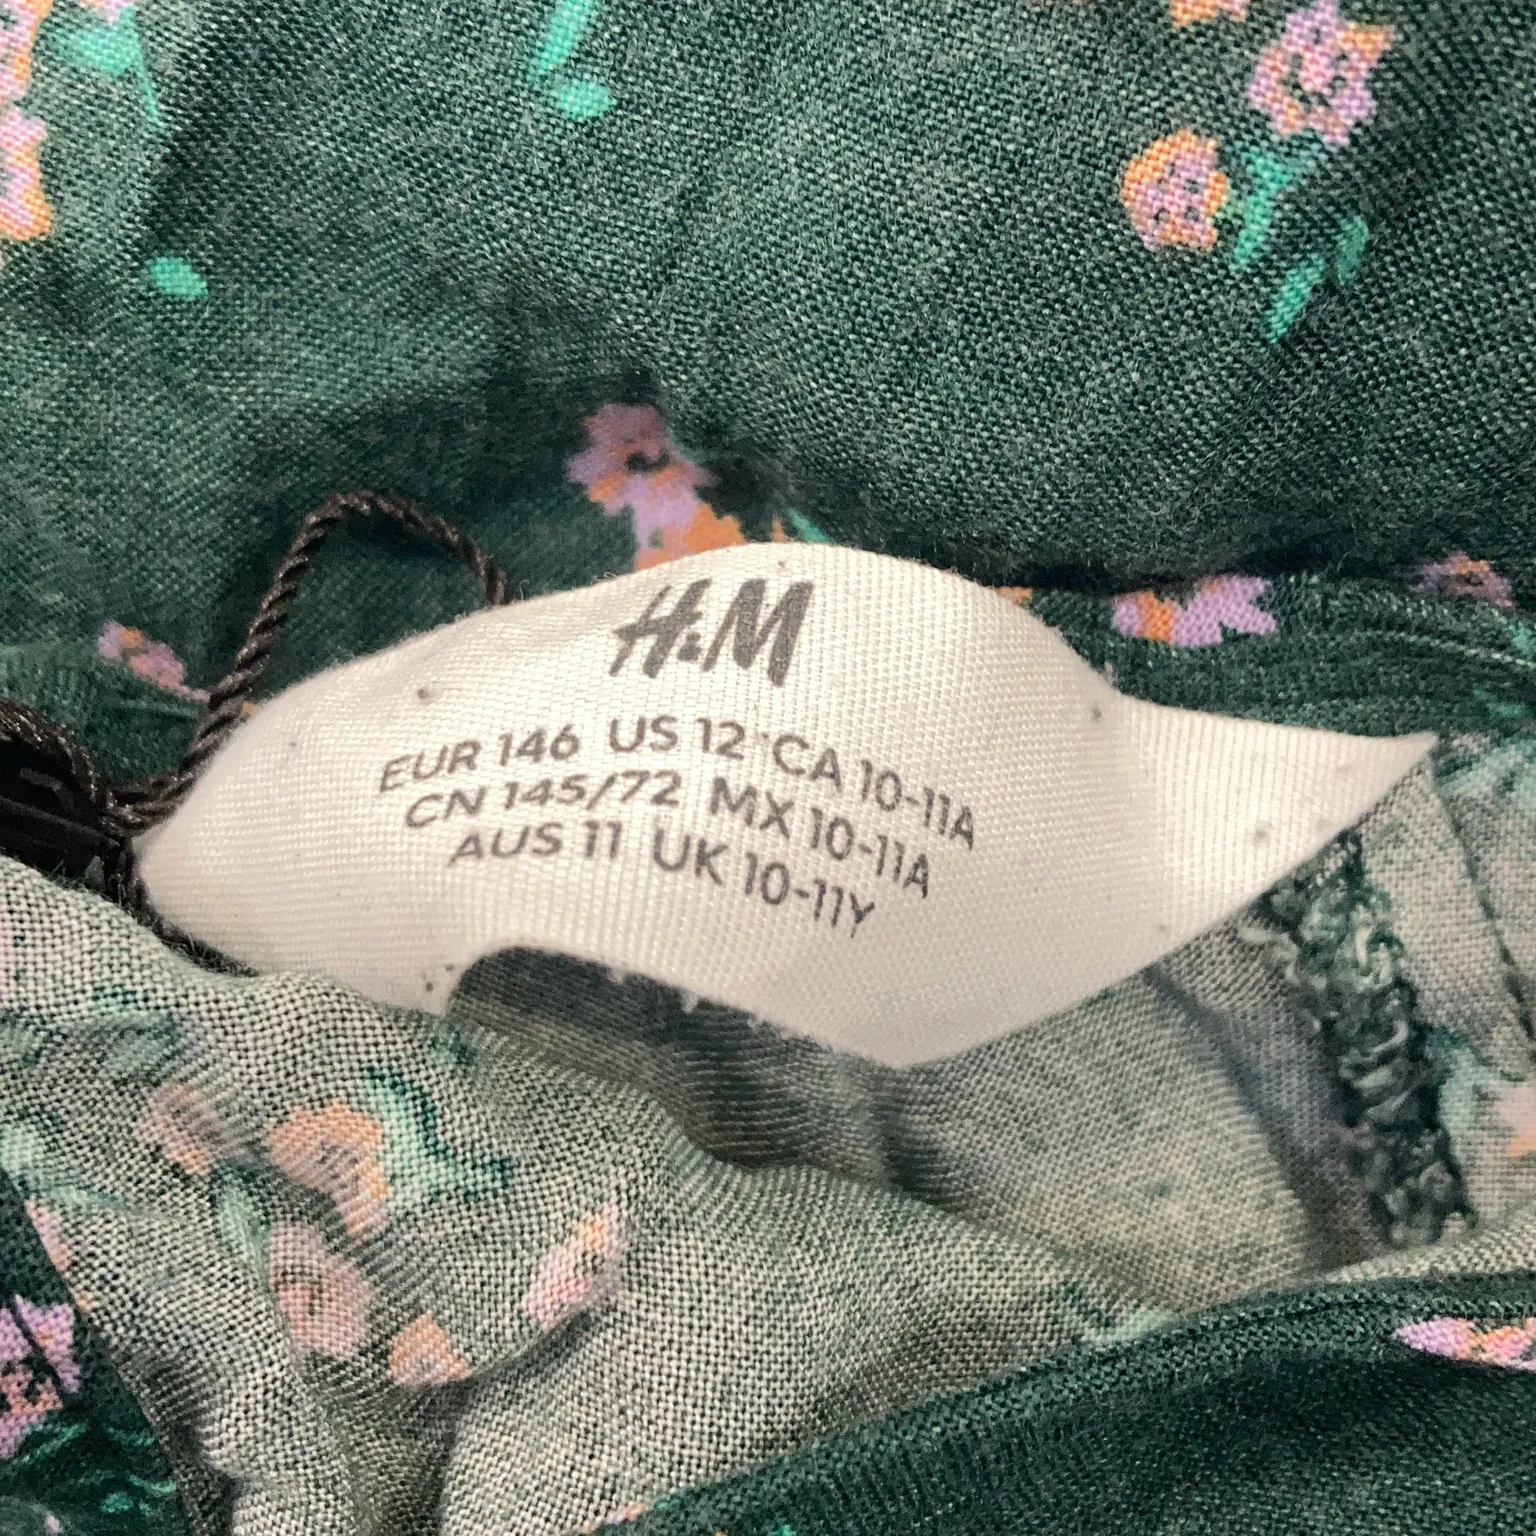 H&M
EUR 146 US 12 CA 10-11A
CN 145/72 MX 10-11A
AUS 11 UK 10-11Y